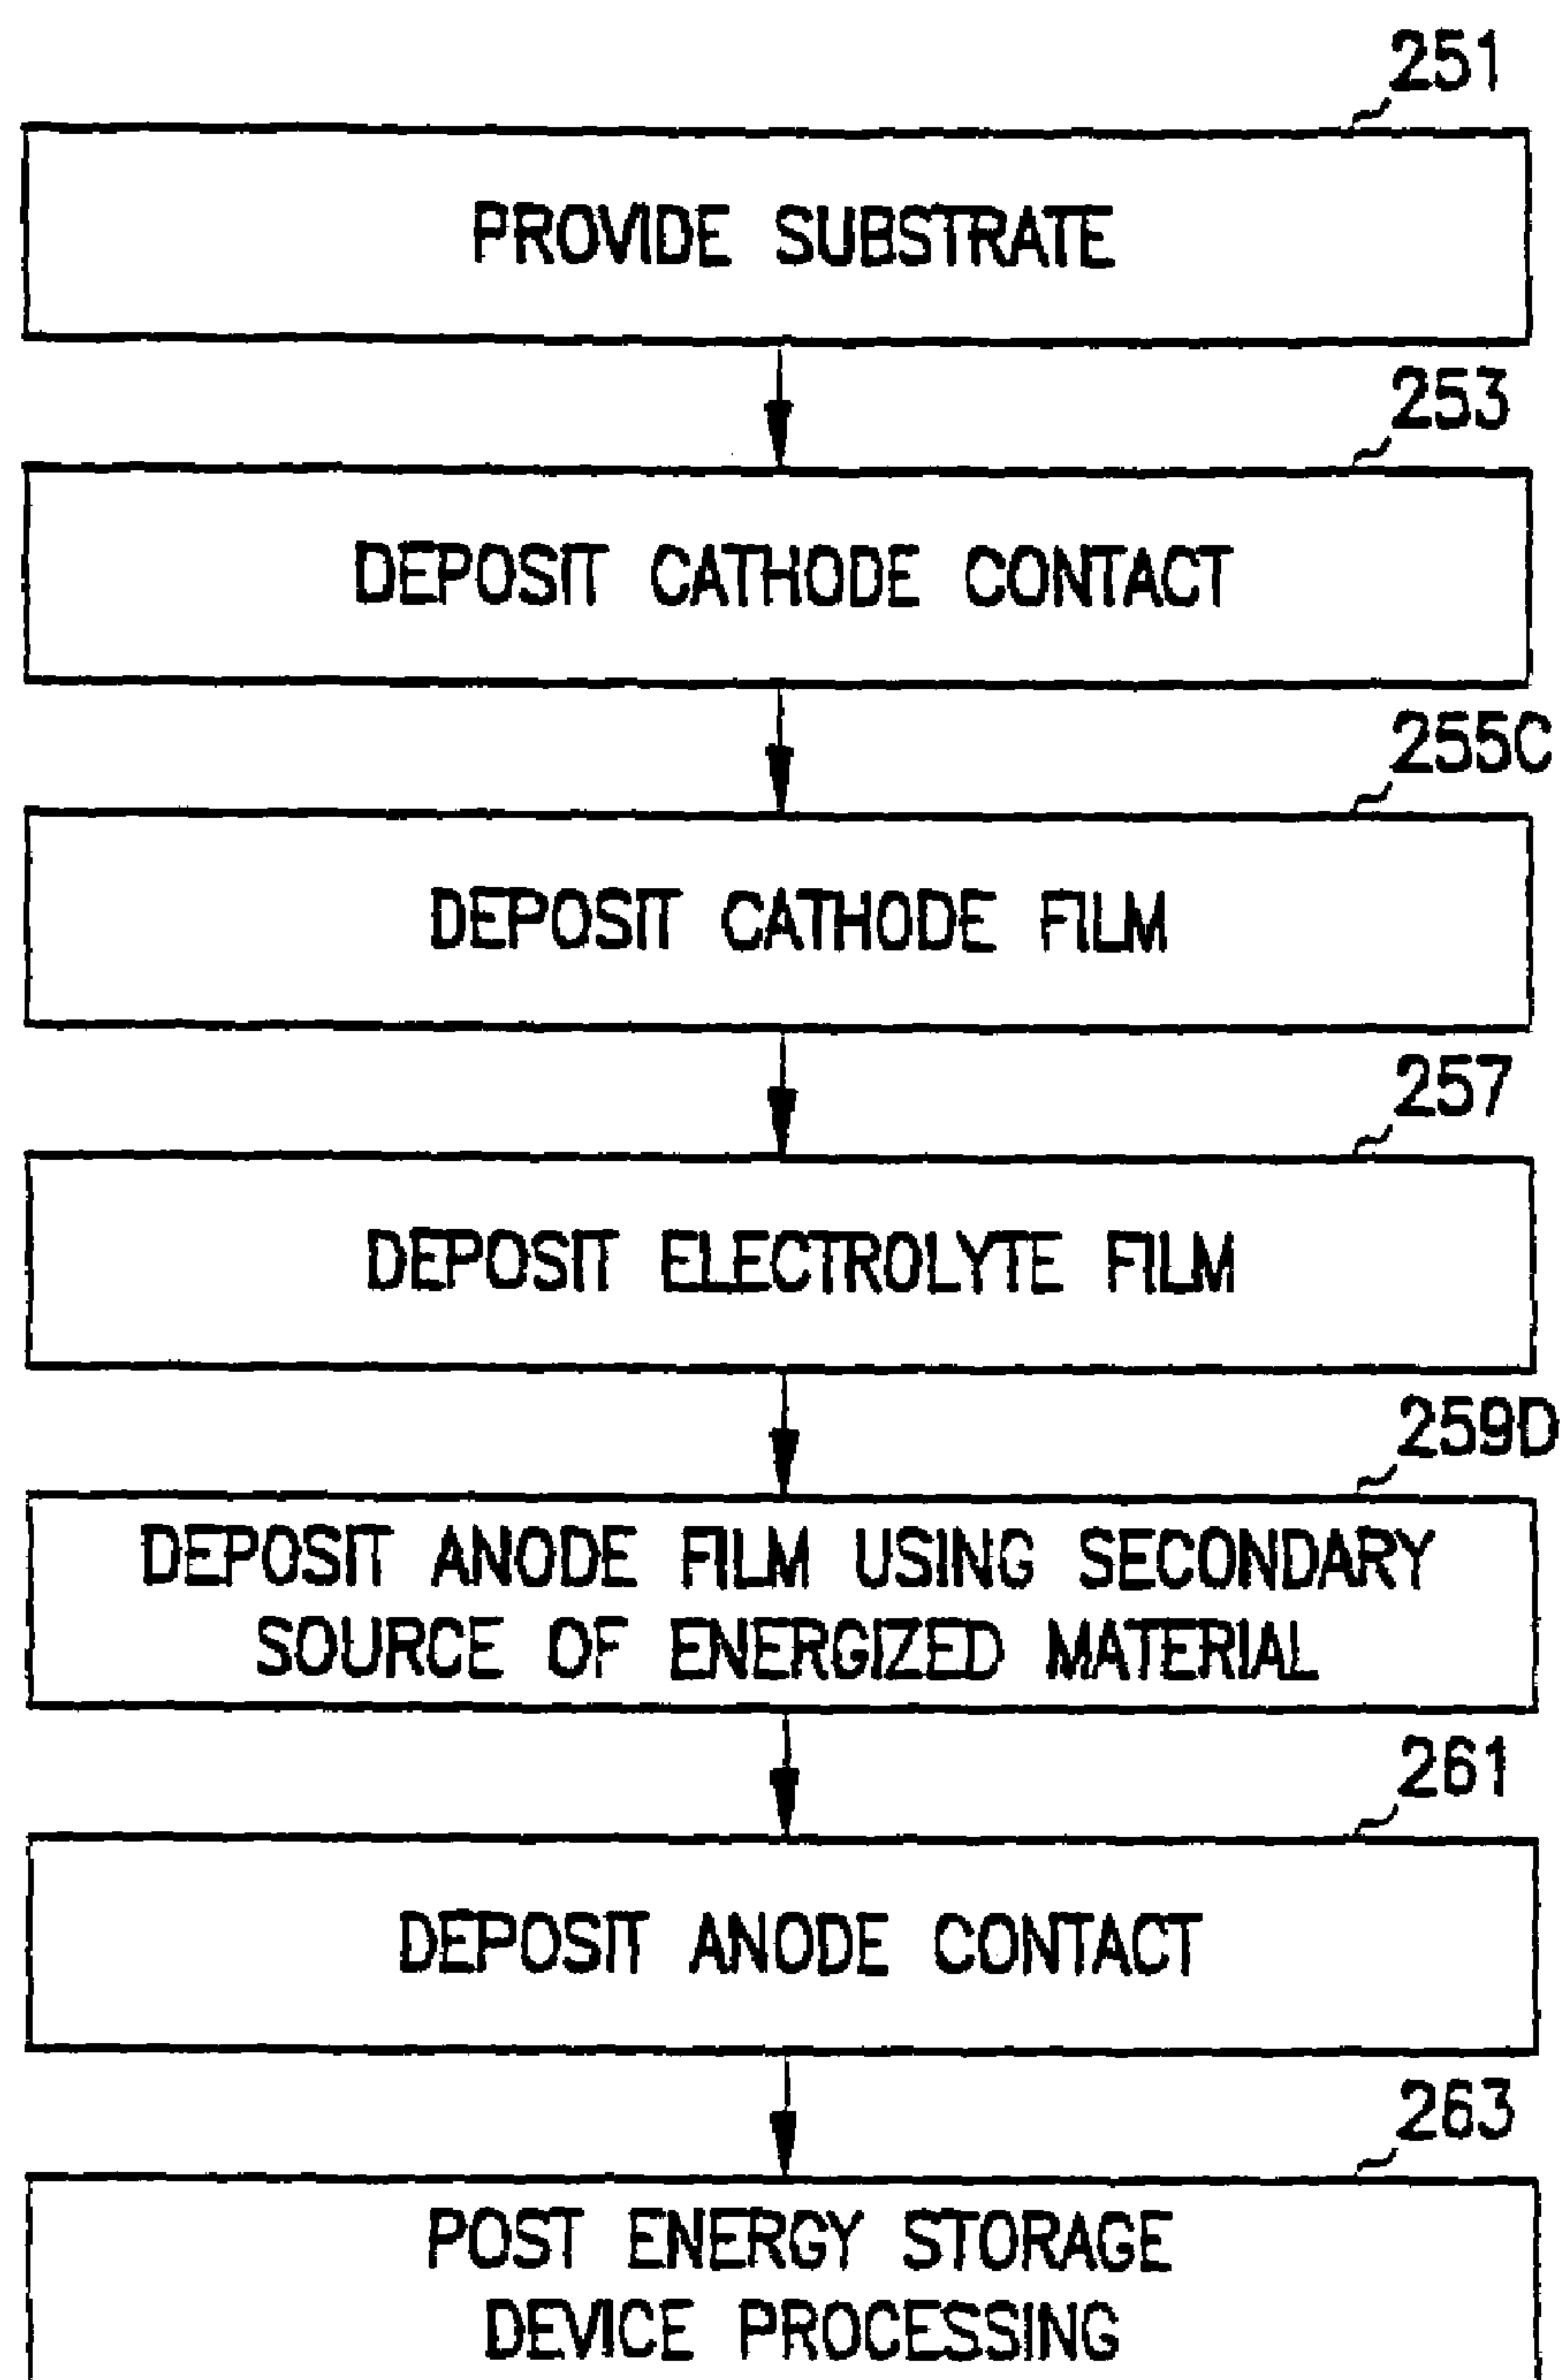 251
PROVIDE SUBSTRATE
253
DEPOSIT CATHODE CONTACT
255C
DEPOSIT CATHODE FILM
257
DEPOSIT ELECTROLYTE FILM
259D
DEPOSIT ANODE FILM USING SECONDARY
SOURCE OF ENERGIZED MATERIAL
261
DEPOSIT ANODE CONTACT
263
POST ENERGY STORAGE
DEVICE PROCESSING